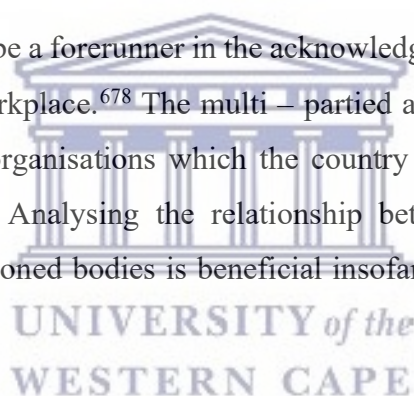 be a forerunner in the acknowledg
rkplace.⁶⁷⁸ The multi – partied a
organisations which the country
Analysing the relationship bet
oned bodies is beneficial insofar
UNIVERSITY of the
WESTERN CAPE